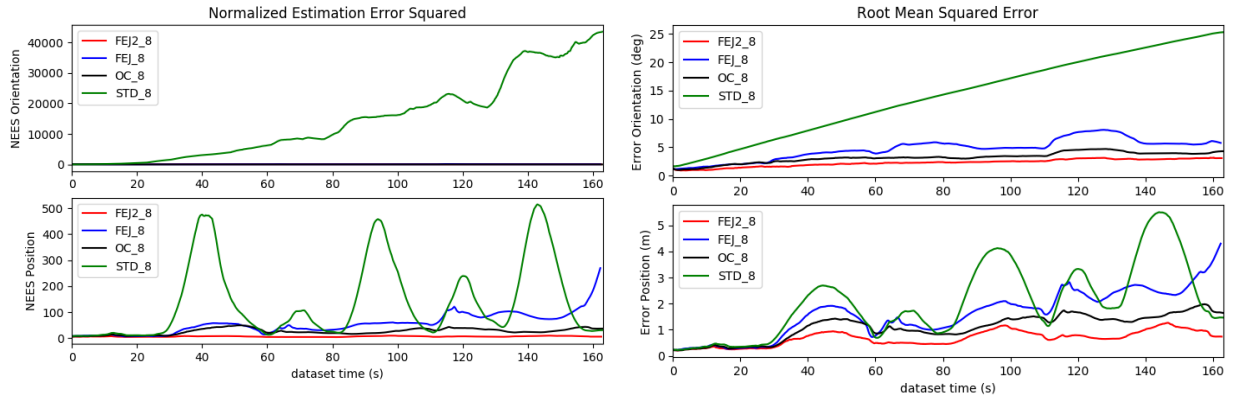 Normalized Estimation Error Squared
NEES Orientation
40000
30000
20000
10000
0
FEJ2_8
FEJ_8
OC_8
STD_8
0 20 40 60 80 100 120 140 160
NEES Position
500
400
300
200
100
0
FEJ2_8
FEJ_8
OC_8
STD_8
0 20 40 60 80 100 120 140 160
dataset time (s)
Root Mean Squared Error
Error Orientation (deg)
25
20
15
10
5
0
FEJ2_8
FEJ_8
OC_8
STD_8
0 20 40 60 80 100 120 140 160
Error Position (m)
5
4
3
2
1
0
FEJ2_8
FEJ_8
OC_8
STD_8
0 20 40 60 80 100 120 140 160
dataset time (s)